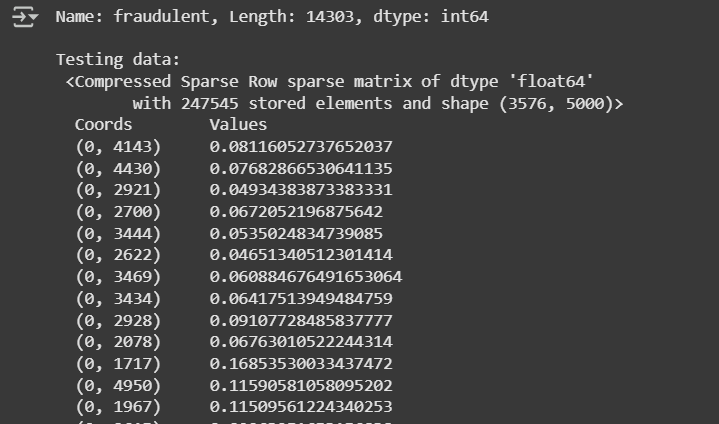 Name: fraudulent, Length: 14303, dtype: int64
Testing data:
<Compressed Sparse Row sparse matrix of dtype 'float64'
with 247545 stored elements and shape (3576, 5000)>
Coords Values
(0, 4143) 0.08116052737652037
(0, 4430) 0.07682866530641135
(0, 2921) 0.04934383873383331
(0, 2700) 0.0672052196875642
(0, 3444) 0.0535024834739085
(0, 2622) 0.04651340512301414
(0, 3469) 0.060884676491653064
(0, 3434) 0.06417513949484759
(0, 2928) 0.09107728485837777
(0, 2078) 0.06763010522244314
(0, 1717) 0.16853530033437472
(0, 4950) 0.11590581058095202
(0, 1967) 0.11509561224340253